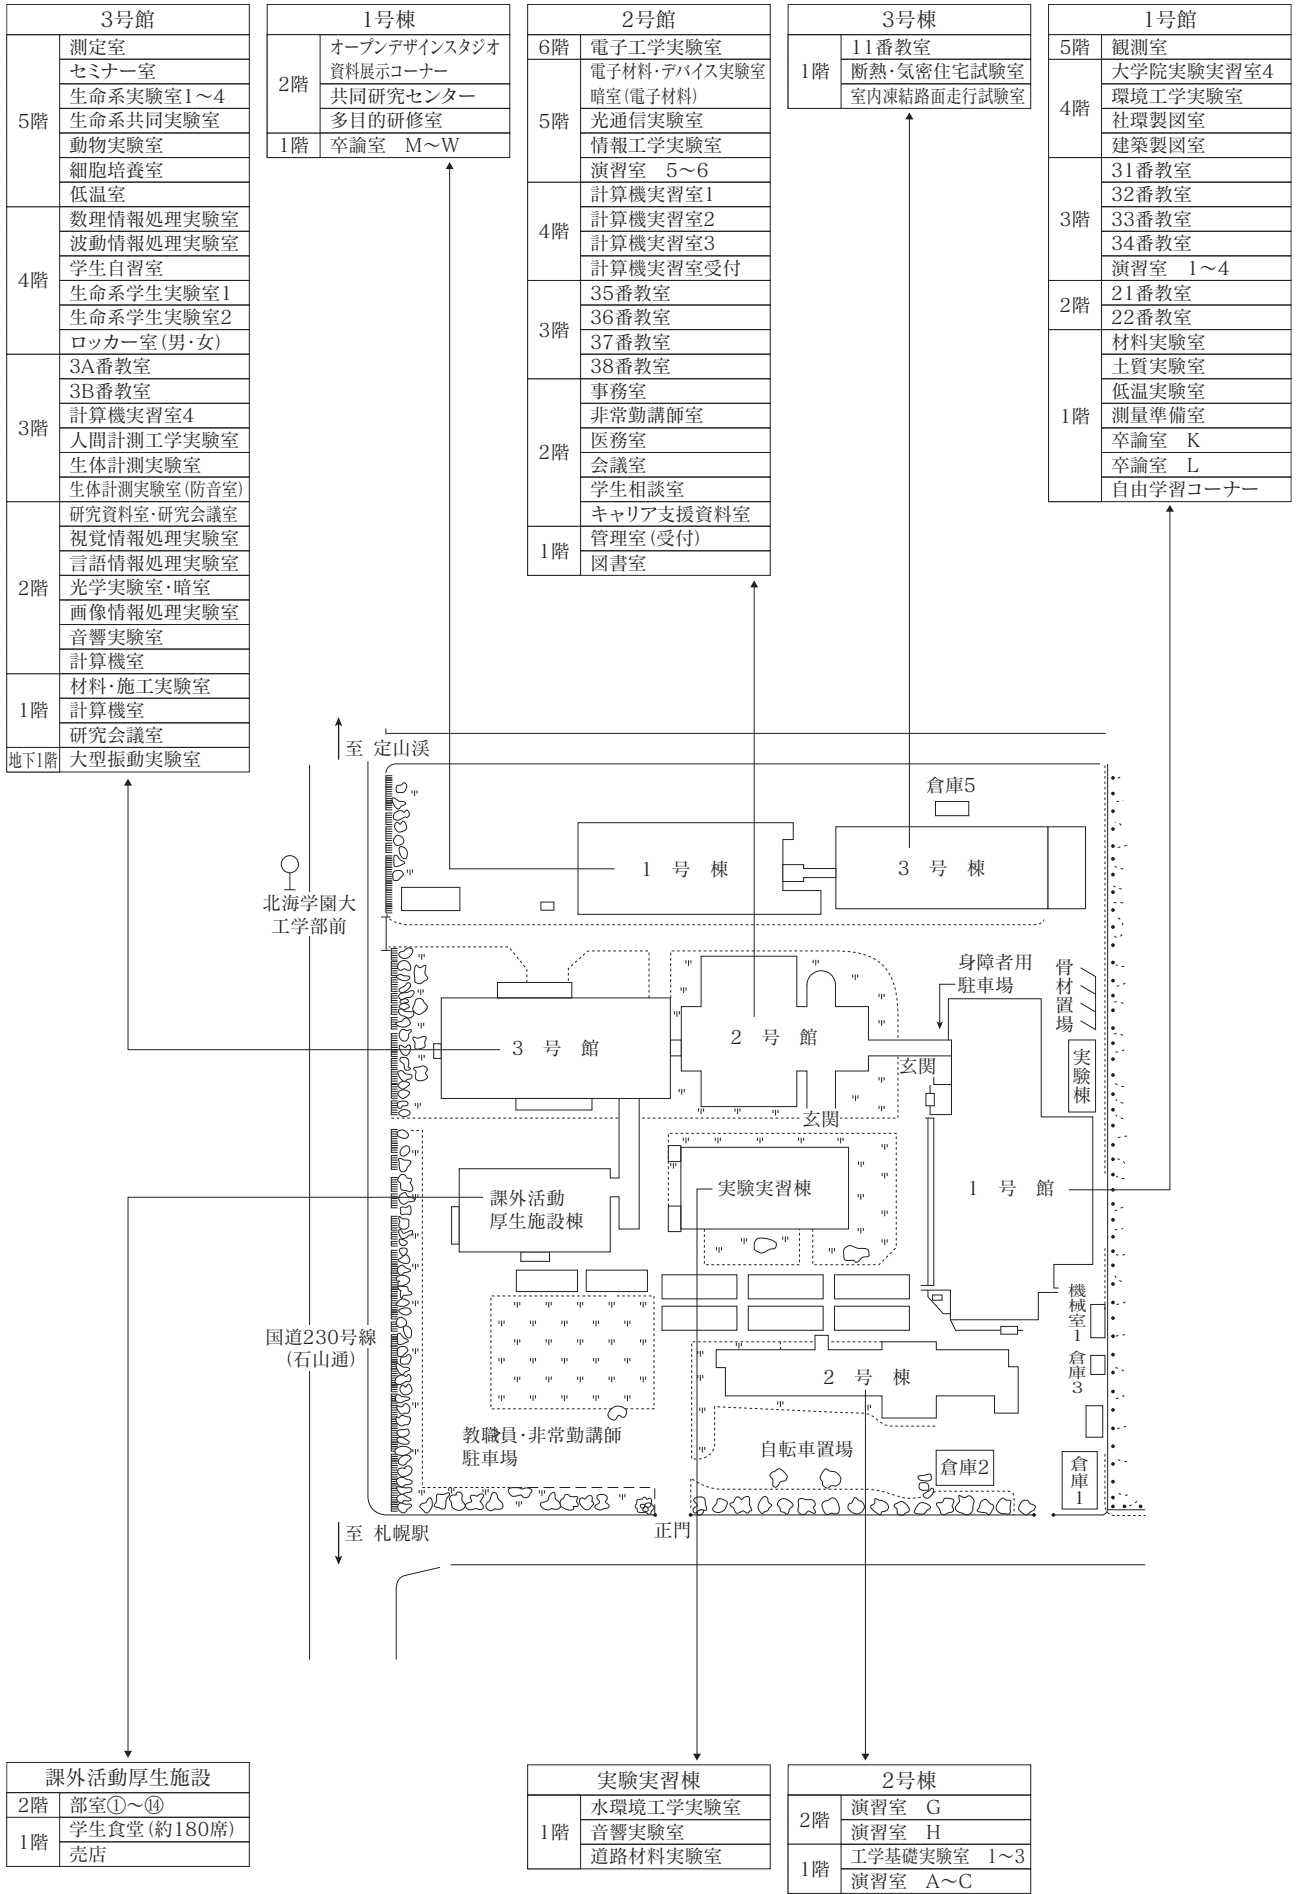 3号館
5階
測定室
セミナー室
生命系実験室1～4
生命系共同実験室
動物実験室
細胞培養室
低温室
4階
数理情報処理実験室
波動情報処理実験室
学生自習室
生命系学生実験室1
生命系学生実験室2
ロッカー室(男・女)
3階
3A番教室
3B番教室
計算機実習室4
人間計測工学実験室
生体計測実験室
生体計測実験室(防音室)
2階
研究資料室・研究会議室
視覚情報処理実験室
言語情報処理実験室
光学実験室・暗室
画像情報処理実験室
音響実験室
計算機室
1階
材料・施工実験室
計算機室
研究会議室
地下1階 大型振動実験室
1号棟
2階
オープンデザインスタジオ
資料展示コーナー
共同研究センター
多目的研修室
1階 卒論室　M～W
2号館
6階 電子工学実験室
5階
電子材料・デバイス実験室
暗室(電子材料)
光通信実験室
情報工学実験室
演習室　5～6
4階
計算機実習室1
計算機実習室2
計算機実習室3
計算機実習室受付
3階
35番教室
36番教室
37番教室
38番教室
2階
事務室
非常勤講師室
医務室
会議室
学生相談室
キャリア支援資料室
1階
管理室(受付)
図書室
3号棟
1階
11番教室
断熱・気密住宅試験室
室内凍結路面走行試験室
1号館
5階 観測室
4階
大学院実験実習室4
環境工学実験室
社環製図室
建築製図室
3階
31番教室
32番教室
33番教室
34番教室
演習室　1～4
2階
21番教室
22番教室
1階
材料実験室
土質実験室
低温実験室
測量準備室
卒論室　K
卒論室　L
自由学習コーナー
至 定山渓
倉庫5
1 号 棟
3 号 棟
北海学園大
工学部前
身障者用
駐車場
骨材置場
2 号 館
3 号 館
玄関
実験棟
玄関
課外活動
厚生施設棟
実験実習棟
1 号 館
機械室1
国道230号線
(石山通)
倉庫3
2 号 棟
教職員・非常勤講師
駐車場
自転車置場
倉庫2
倉庫1
至 札幌駅
正門
課外活動厚生施設
2階 部室①～⑭
1階
学生食堂(約180席)
売店
実験実習棟
1階
水環境工学実験室
音響実験室
道路材料実験室
2号棟
2階
演習室　G
演習室　H
1階
工学基礎実験室　1～3
演習室　A～C